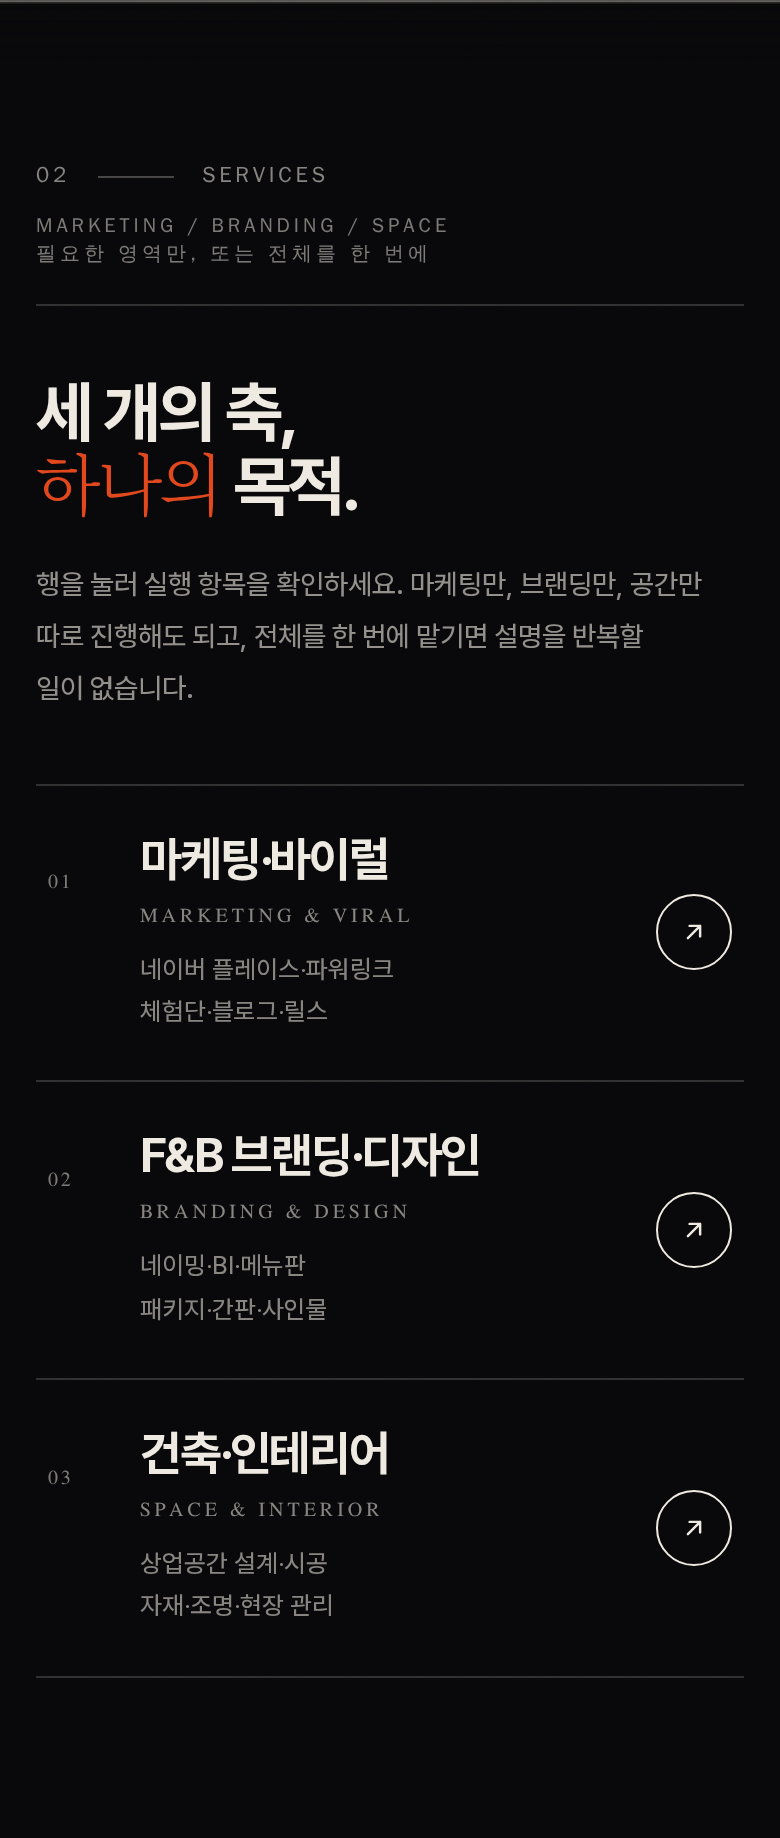 02 SERVICES
MARKETING / BRANDING / SPACE
필요한 영역만, 또는 전체를 한 번에
세 개의 축,
하나의 목적.
행을 눌러 실행 항목을 확인하세요. 마케팅만, 브랜딩만, 공간만
따로 진행해도 되고, 전체를 한 번에 맡기면 설명을 반복할
일이 없습니다.
01
마케팅·바이럴
MARKETING & VIRAL
네이버 플레이스·파워링크
체험단·블로그·릴스
02
F&B 브랜딩·디자인
BRANDING & DESIGN
네이밍·BI·메뉴판
패키지·간판·사인물
03
건축·인테리어
SPACE & INTERIOR
상업공간 설계·시공
자재·조명·현장 관리